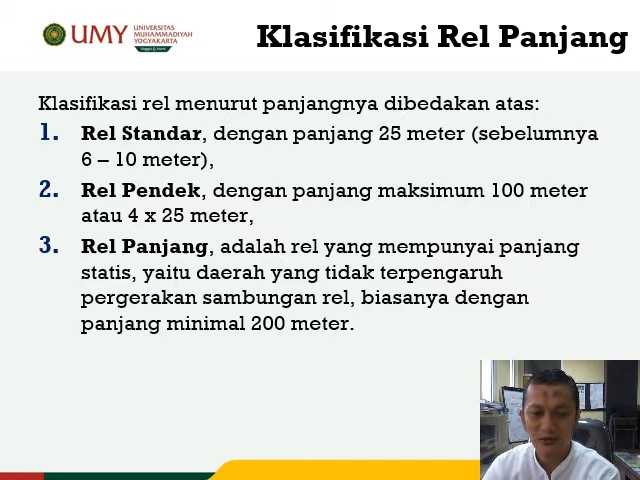 UMY
UNIVERSITAS
MUHAMMADIYAH
YOGYAKARTA
Unggul & Islami
Klasifikasi Rel Panjang
Klasifikasi rel menurut panjangnya dibedakan atas:
1. Rel Standar, dengan panjang 25 meter (sebelumnya
6 – 10 meter),
2. Rel Pendek, dengan panjang maksimum 100 meter
atau 4 x 25 meter,
3. Rel Panjang, adalah rel yang mempunyai panjang
statis, yaitu daerah yang tidak terpengaruh
pergerakan sambungan rel, biasanya dengan
panjang minimal 200 meter.